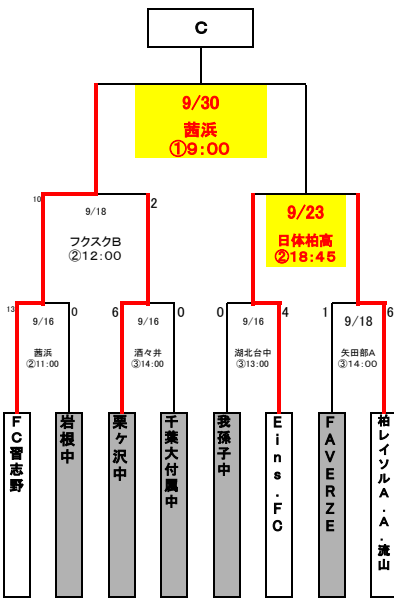 C
9/30
茜浜
①9:00
10
9/18
2
フクスクB
②12:00
9/23
日体柏高
②18:45
13
9/16
0
茜浜
②11:00
6
9/16
0
酒々井
③14:00
0
9/16
4
湖北台中
③13:00
1
9/18
6
矢田部A
③14:00
FC習志野
岩根中
栗ヶ沢中
千葉大付属中
我孫子中
Eins.FC
FAVERZE
柏レイソルA.A.流山